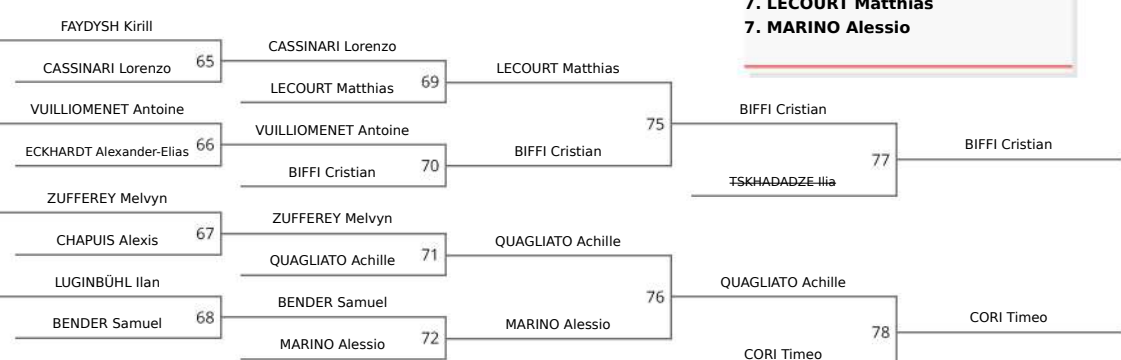 7. LECOURT Matthias
7. MARINO Alessio
FAYDYSH Kirill
CASSINARI Lorenzo
65
CASSINARI Lorenzo
LECOURT Matthias
69
LECOURT Matthias
VUILLIOMENET Antoine
ECKHARDT Alexander-Elias
66
VUILLIOMENET Antoine
BIFFI Cristian
70
BIFFI Cristian
75
BIFFI Cristian
TSKHADADZE Ilia
77
BIFFI Cristian
ZUFFEREY Melvyn
CHAPUIS Alexis
67
ZUFFEREY Melvyn
QUAGLIATO Achille
71
QUAGLIATO Achille
LUGINBÜHL Ilan
BENDER Samuel
68
BENDER Samuel
MARINO Alessio
72
MARINO Alessio
76
QUAGLIATO Achille
CORI Timeo
78
CORI Timeo